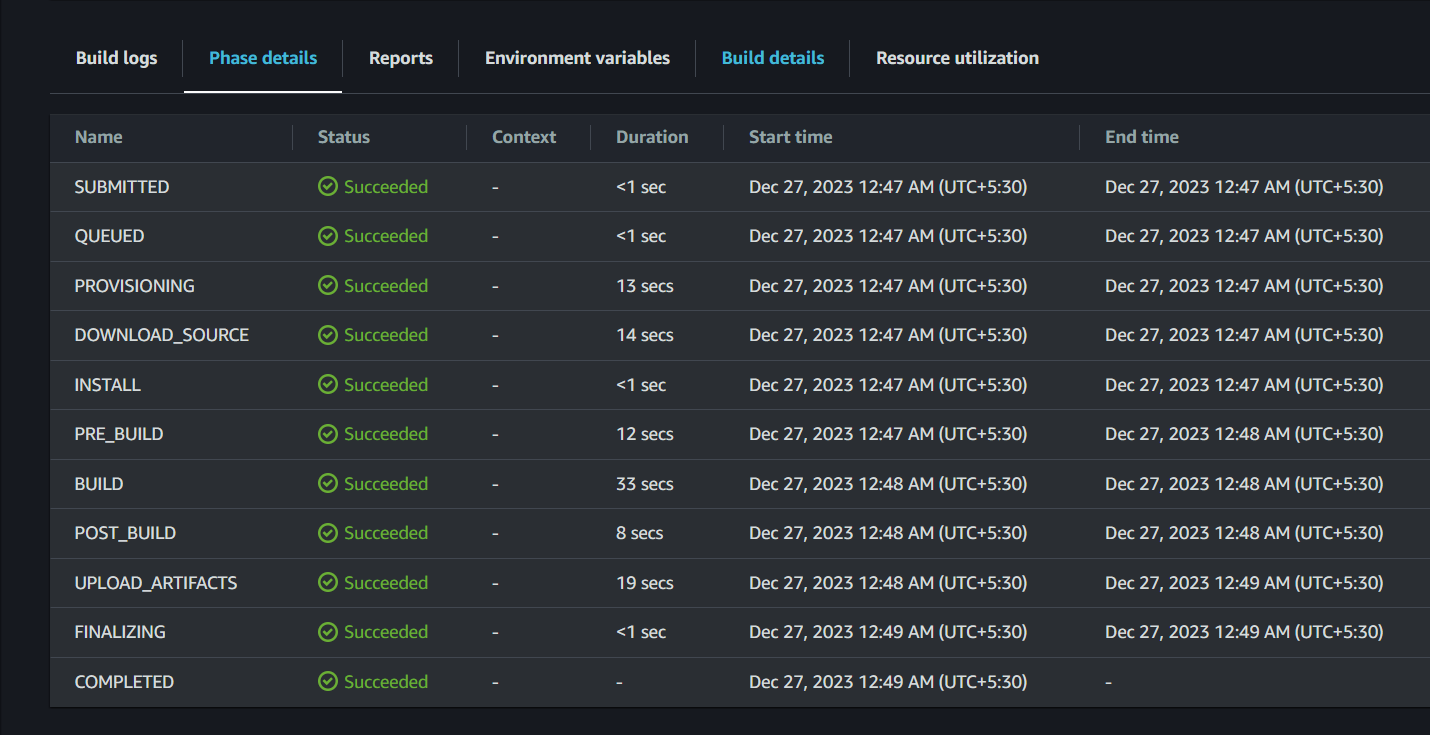 Build logs Phase details Reports Environment variables Build details Resource utilization
Name Status Context Duration Start time End time
SUBMITTED Succeeded - <1 sec Dec 27, 2023 12:47 AM (UTC+5:30) Dec 27, 2023 12:47 AM (UTC+5:30)
QUEUED Succeeded - <1 sec Dec 27, 2023 12:47 AM (UTC+5:30) Dec 27, 2023 12:47 AM (UTC+5:30)
PROVISIONING Succeeded - 13 secs Dec 27, 2023 12:47 AM (UTC+5:30) Dec 27, 2023 12:47 AM (UTC+5:30)
DOWNLOAD_SOURCE Succeeded - 14 secs Dec 27, 2023 12:47 AM (UTC+5:30) Dec 27, 2023 12:47 AM (UTC+5:30)
INSTALL Succeeded - <1 sec Dec 27, 2023 12:47 AM (UTC+5:30) Dec 27, 2023 12:47 AM (UTC+5:30)
PRE_BUILD Succeeded - 12 secs Dec 27, 2023 12:47 AM (UTC+5:30) Dec 27, 2023 12:48 AM (UTC+5:30)
BUILD Succeeded - 33 secs Dec 27, 2023 12:48 AM (UTC+5:30) Dec 27, 2023 12:48 AM (UTC+5:30)
POST_BUILD Succeeded - 8 secs Dec 27, 2023 12:48 AM (UTC+5:30) Dec 27, 2023 12:48 AM (UTC+5:30)
UPLOAD_ARTIFACTS Succeeded - 19 secs Dec 27, 2023 12:48 AM (UTC+5:30) Dec 27, 2023 12:49 AM (UTC+5:30)
FINALIZING Succeeded - <1 sec Dec 27, 2023 12:49 AM (UTC+5:30) Dec 27, 2023 12:49 AM (UTC+5:30)
COMPLETED Succeeded - - Dec 27, 2023 12:49 AM (UTC+5:30) -